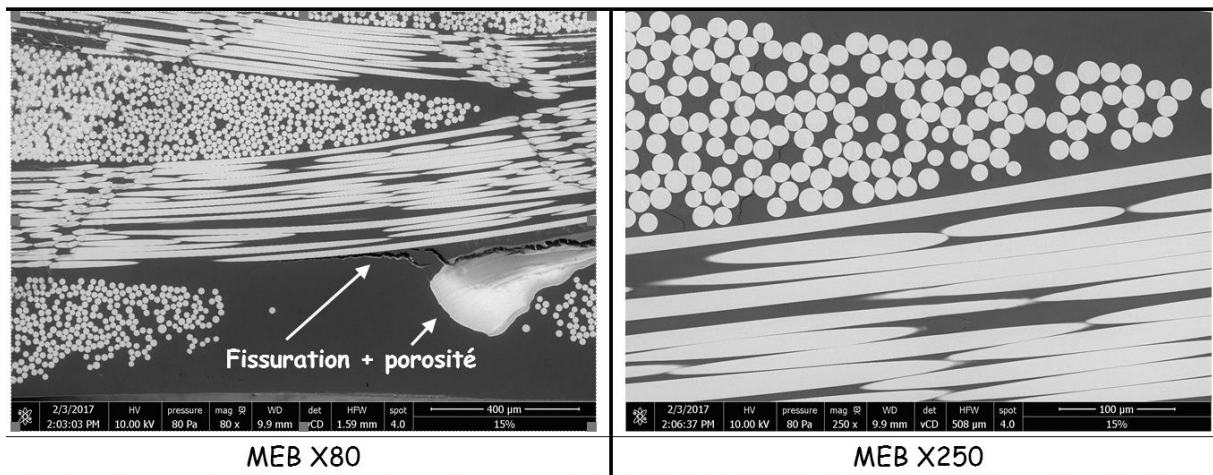 Fissuration + porosité
2/3/2017 HV pressure mag WD det HFW spot 400 µm
2:03:03 PM 10.00 kV 80 Pa 80 x 9.9 mm vCD 1.59 mm 4.0 15%
MEB X80
2/3/2017 HV pressure mag WD det HFW spot 100 µm
2:06:37 PM 10.00 kV 80 Pa 250 x 9.9 mm vCD 508 µm 4.0 15%
MEB X250